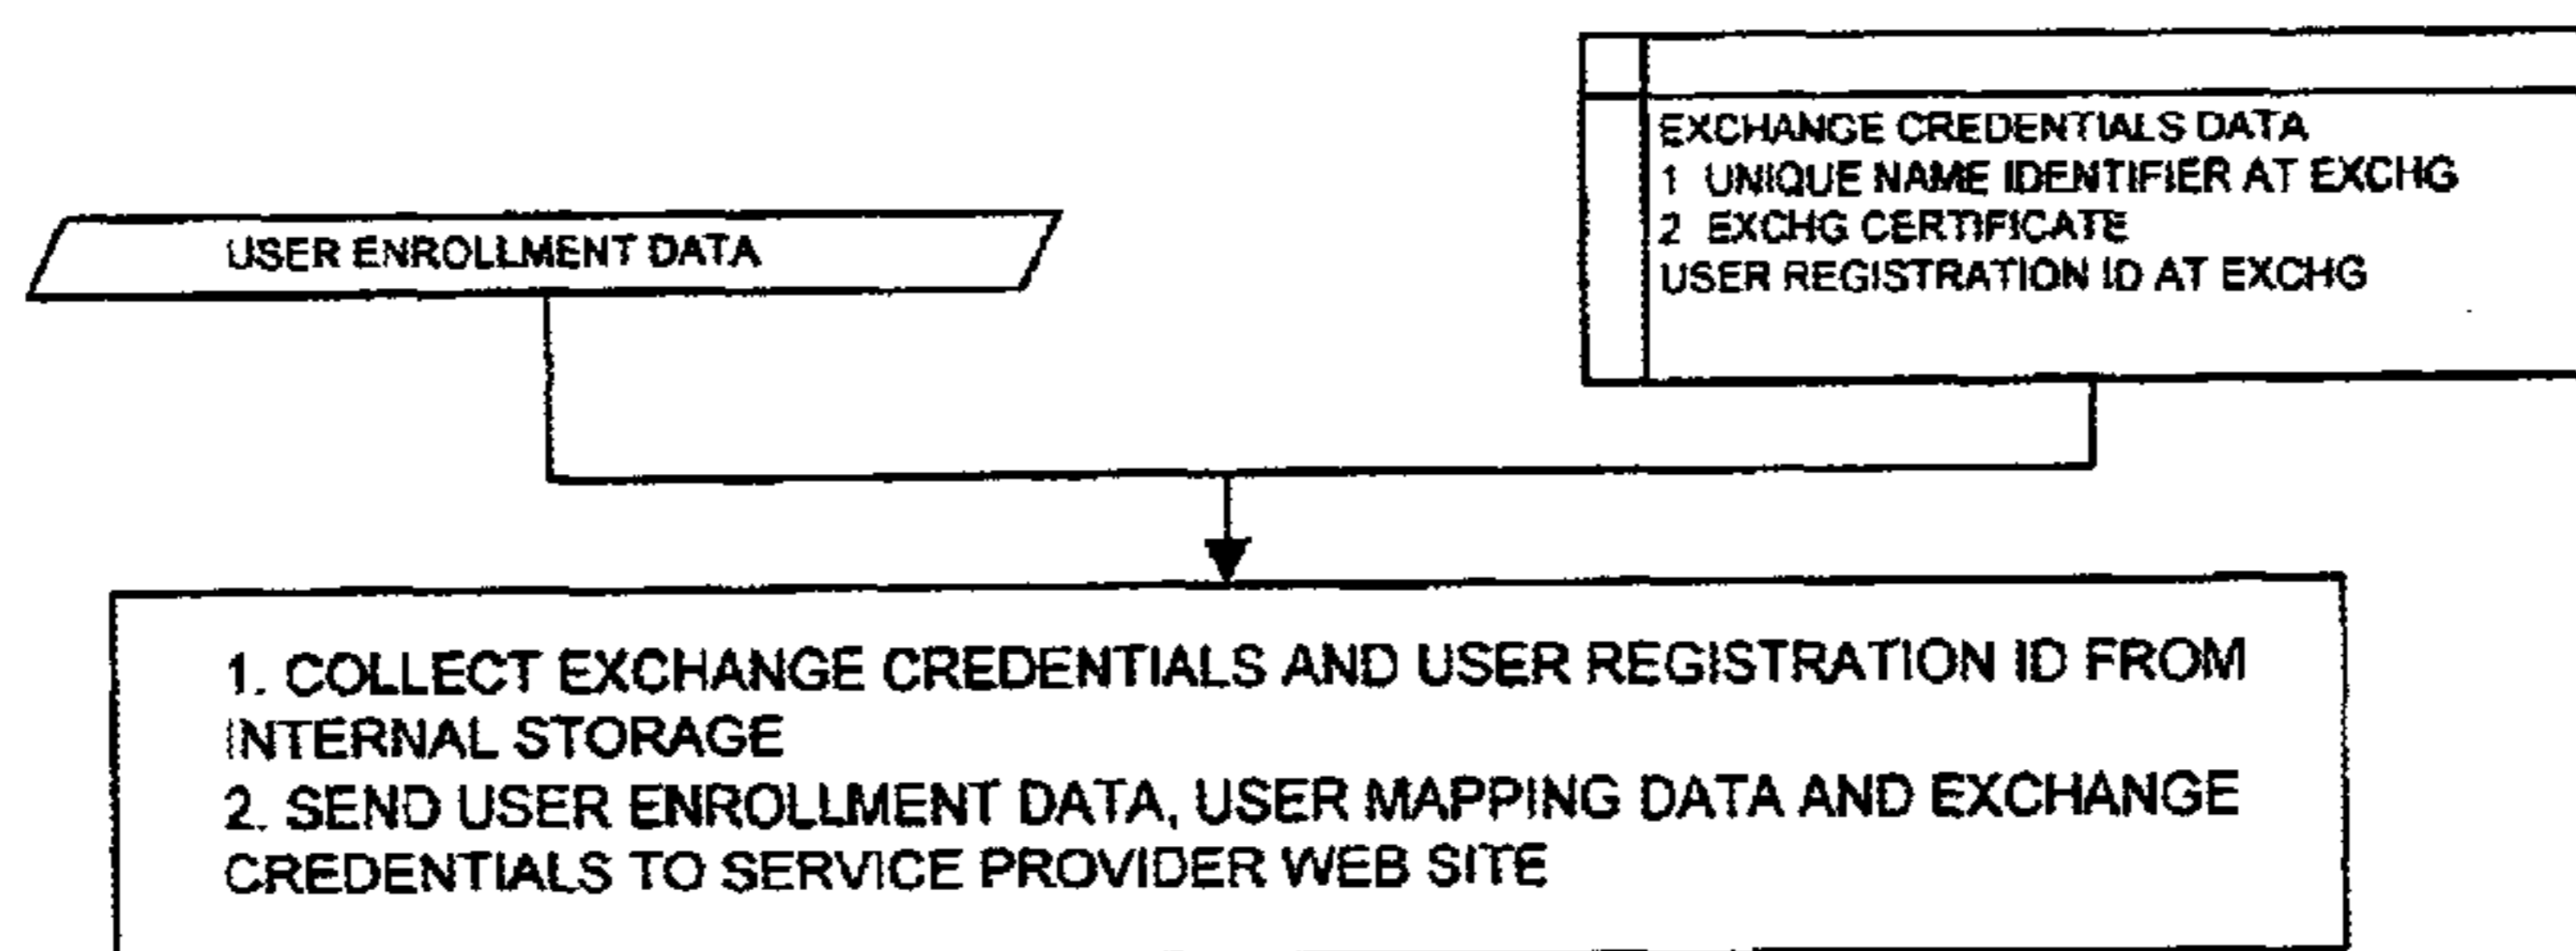 EXCHANGE CREDENTIALS DATA
1 UNIQUE NAME IDENTIFIER AT EXCHG
2 EXCHG CERTIFICATE
USER REGISTRATION ID AT EXCHG
USER ENROLLMENT DATA
1. COLLECT EXCHANGE CREDENTIALS AND USER REGISTRATION ID FROM
INTERNAL STORAGE
2. SEND USER ENROLLMENT DATA, USER MAPPING DATA AND EXCHANGE
CREDENTIALS TO SERVICE PROVIDER WEB SITE